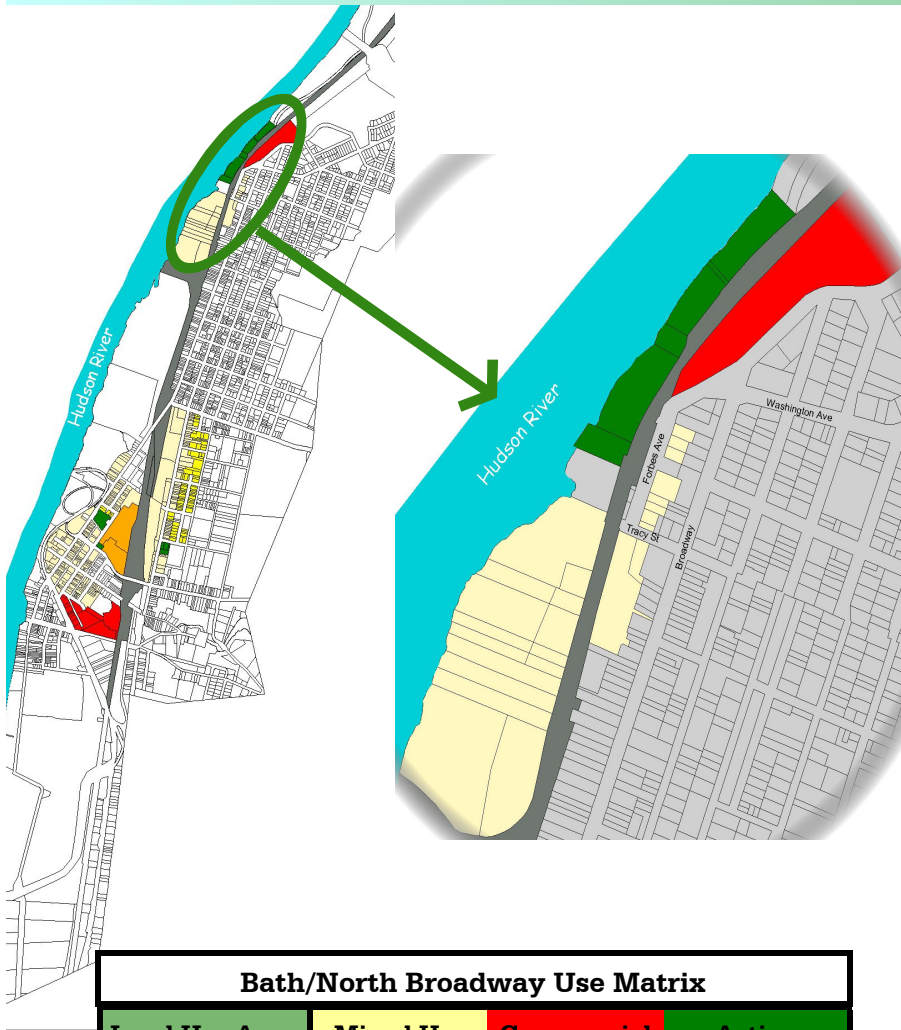 Hudson River
Hudson River
Washington Ave
Forbes Ave
Tracy St
Broadway
Bath/North Broadway Use Matrix